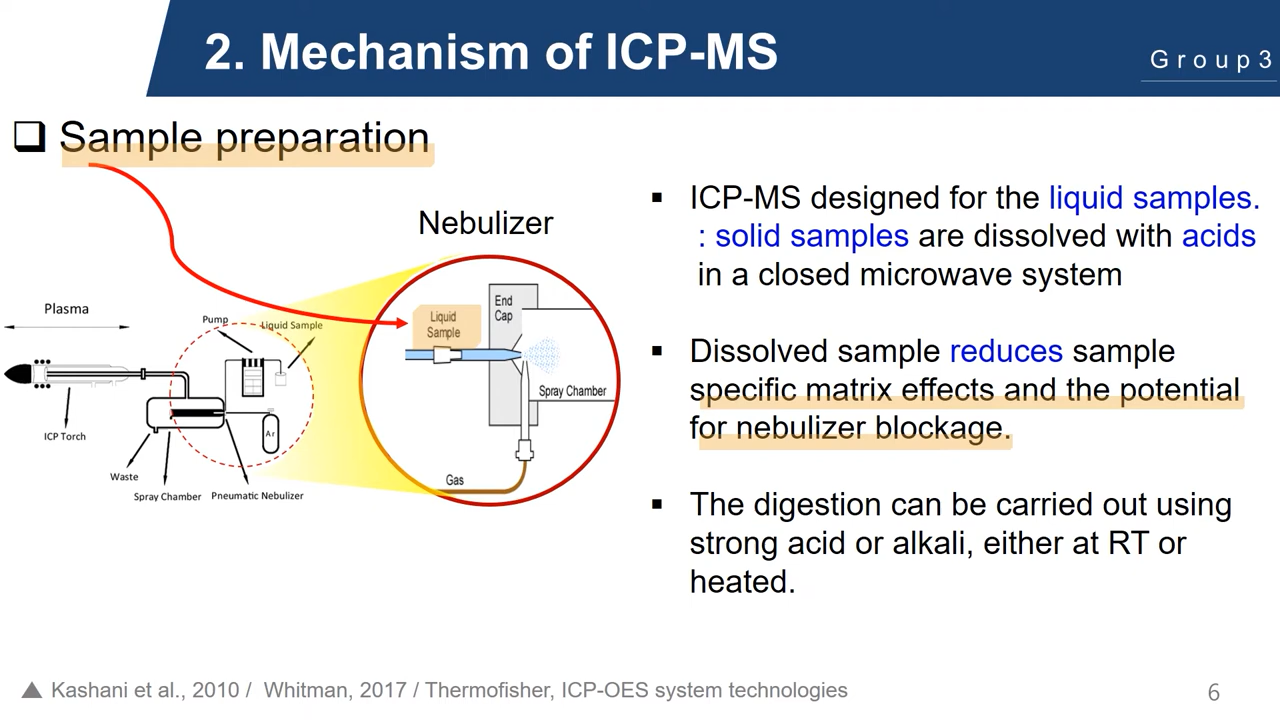 2. Mechanism of ICP-MS
Group3
❑ Sample preparation
Nebulizer
Plasma
Pump
Liquid Sample
ICP Torch
Ar
Waste
Spray Chamber
Pneumatic Nebulizer
Liquid
Sample
End
Cap
Spray Chamber
Gas
▪ ICP-MS designed for the liquid samples.
: solid samples are dissolved with acids
in a closed microwave system
▪ Dissolved sample reduces sample
specific matrix effects and the potential
for nebulizer blockage.
▪ The digestion can be carried out using
strong acid or alkali, either at RT or
heated.
▲ Kashani et al., 2010 / Whitman, 2017 / Thermofisher, ICP-OES system technologies
6